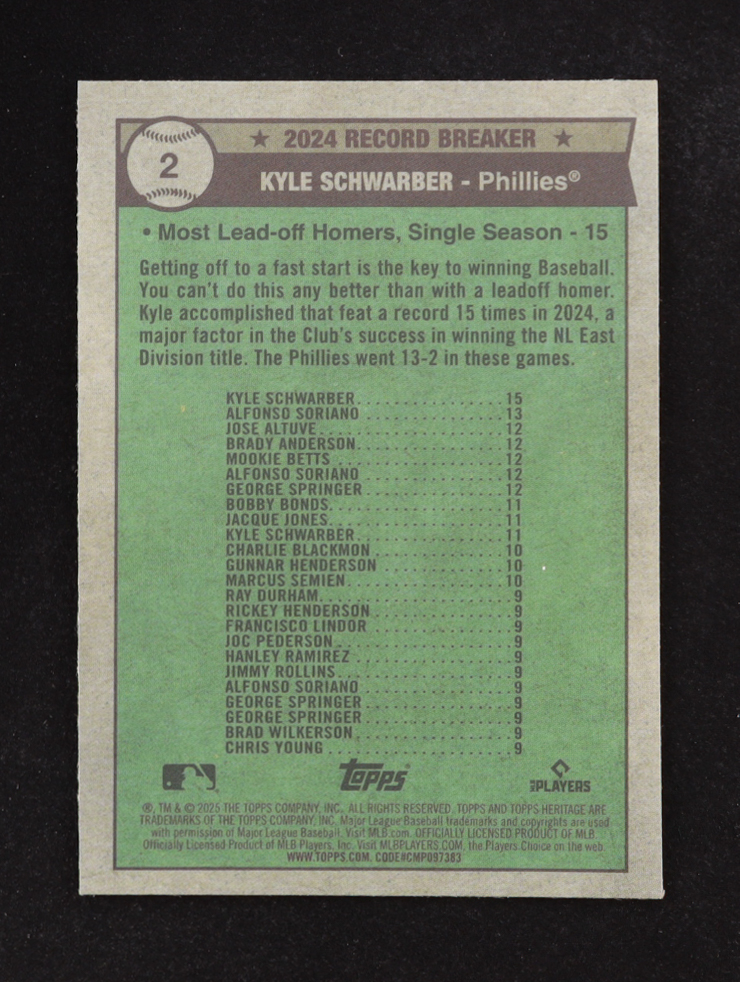 2
★ 2024 RECORD BREAKER ★
KYLE SCHWARBER - Phillies®
• Most Lead-off Homers, Single Season - 15
Getting off to a fast start is the key to winning Baseball.
You can't do this any better than with a leadoff homer.
Kyle accomplished that feat a record 15 times in 2024, a
major factor in the Club's success in winning the NL East
Division title. The Phillies went 13-2 in these games.
KYLE SCHWARBER. . . . . . . . . . . . . . . . .15
ALFONSO SORIANO . . . . . . . . . . . . . . . .13
JOSE ALTUVE . . . . . . . . . . . . . . . . . . . . .12
BRADY ANDERSON. . . . . . . . . . . . . . . . .12
MOOKIE BETTS . . . . . . . . . . . . . . . . . . . .12
ALFONSO SORIANO . . . . . . . . . . . . . . . .12
GEORGE SPRINGER . . . . . . . . . . . . . . . .12
BOBBY BONDS. . . . . . . . . . . . . . . . . . . . .11
JACQUE JONES. . . . . . . . . . . . . . . . . . . .11
KYLE SCHWARBER. . . . . . . . . . . . . . . . .11
CHARLIE BLACKMON . . . . . . . . . . . . . . .10
GUNNAR HENDERSON . . . . . . . . . . . . . .10
MARCUS SEMIEN. . . . . . . . . . . . . . . . . .10
RAY DURHAM. . . . . . . . . . . . . . . . . . . . . .9
RICKEY HENDERSON. . . . . . . . . . . . . . . .9
FRANCISCO LINDOR . . . . . . . . . . . . . . . .9
JOC PEDERSON . . . . . . . . . . . . . . . . . . . .9
HANLEY RAMIREZ . . . . . . . . . . . . . . . . . .9
JIMMY ROLLINS. . . . . . . . . . . . . . . . . . . .9
ALFONSO SORIANO . . . . . . . . . . . . . . . . .9
GEORGE SPRINGER . . . . . . . . . . . . . . . . .9
GEORGE SPRINGER . . . . . . . . . . . . . . . . .9
BRAD WILKERSON . . . . . . . . . . . . . . . . . .9
CHRIS YOUNG . . . . . . . . . . . . . . . . . . . . .9
Topps®
MLB PLAYERS
®, TM & © 2025 THE TOPPS COMPANY, INC. ALL RIGHTS RESERVED. TOPPS AND TOPPS HERITAGE ARE
TRADEMARKS OF THE TOPPS COMPANY, INC. Major League Baseball trademarks and copyrights are used
with permission of Major League Baseball. Visit MLB.com. OFFICIALLY LICENSED PRODUCT OF MLB
Officially Licensed Product of MLB Players, Inc. Visit MLBPLAYERS.COM, the Players Choice on the web.
WWW.TOPPS.COM. CODE#CMP097383